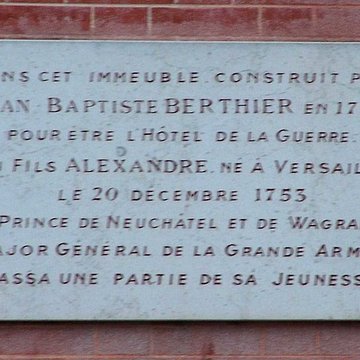 NS CET IMMEUBLE CONSTRUIT P
AN BAPTISTE BERTHIER EN 17
POUR ÊTRE L'HÔTEL DE LA GUERRE.
FILS ALEXANDRE. NÉ À VERSAIL
LE 20 DÉCEMBRE 1753
PRINCE DE NEUCHÂTEL ET DE WAGRA
AJOR GÉNÉRAL DE LA GRANDE ARM
ASSA UNE PARTIE DE SA JEUNESS